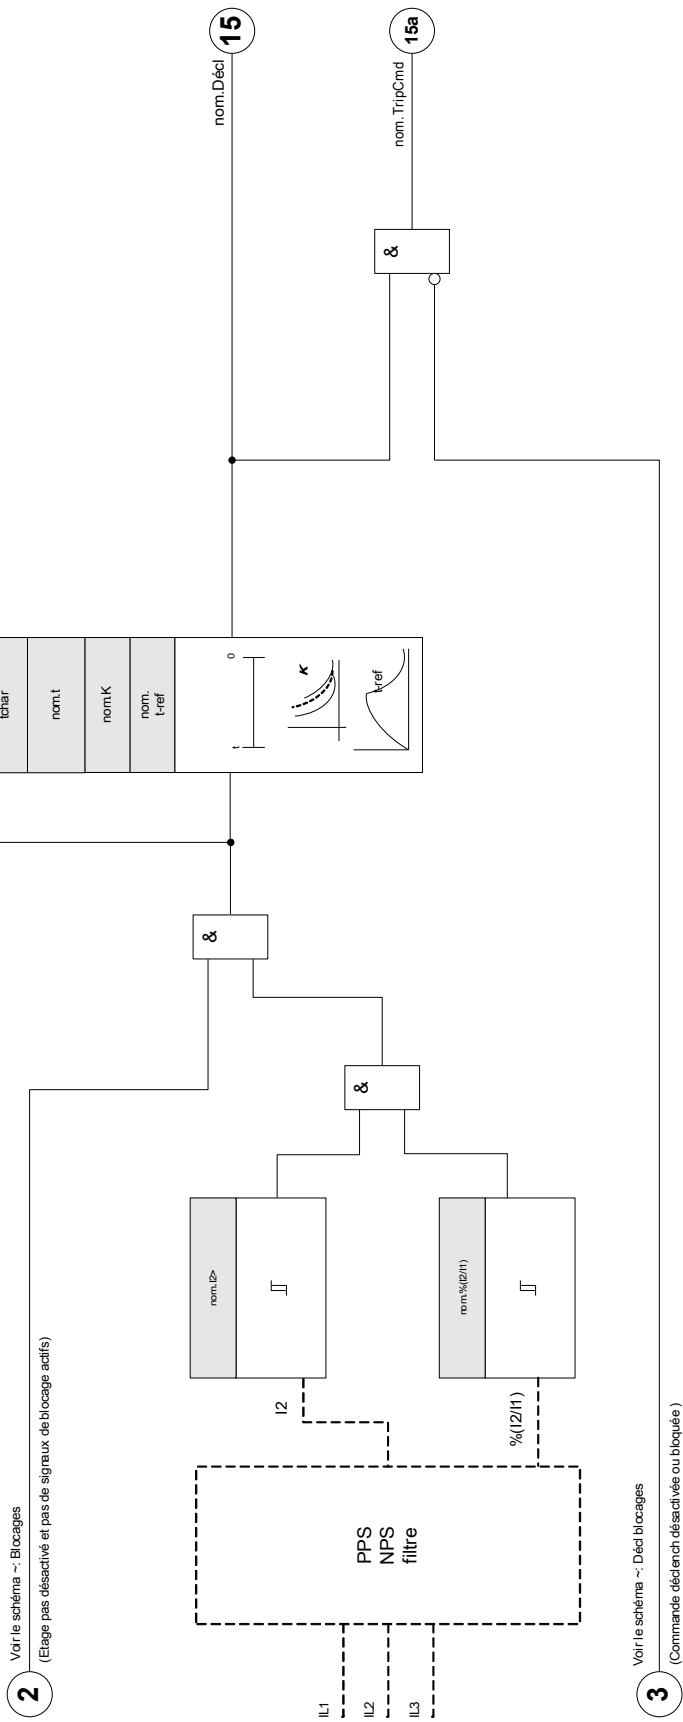 2
Voir le schéma ~: Blocages
(Etage pas désactivé et pas de signaux de blocage actifs)
IL1
IL2
IL3
PPS
NPS
filtre
I2
%(I2/I1)
nom.I2>
nom.%(I2/I1)
&
&
tchar
nom.t
nom.K
nom.
t-ref
t
0
K
t-ref
&
nom.Décl
15
nom.TripCmd
15a
3
Voir le schéma ~: Décl blocages
(Commande déclench désactivée ou bloquée )